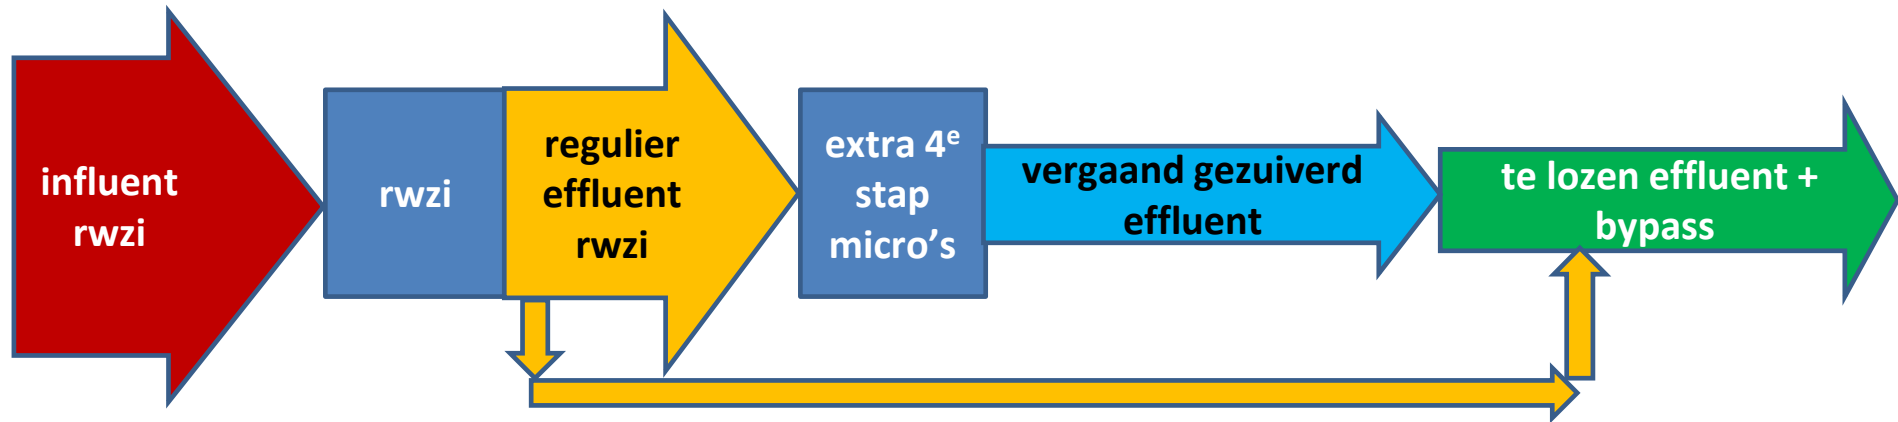 influent
rwzi
rwzi
regulier
effluent
rwzi
extra 4e
stap
micro’s
vergaand gezuiverd
effluent
te lozen effluent +
bypass